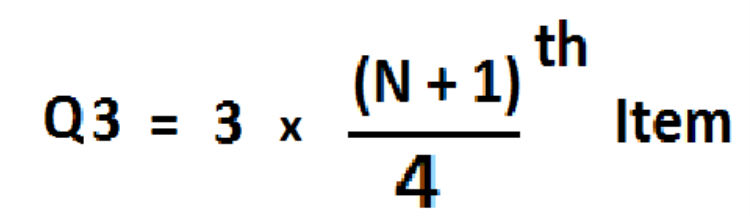 Q3 = 3 x (N + 1) th Item
4